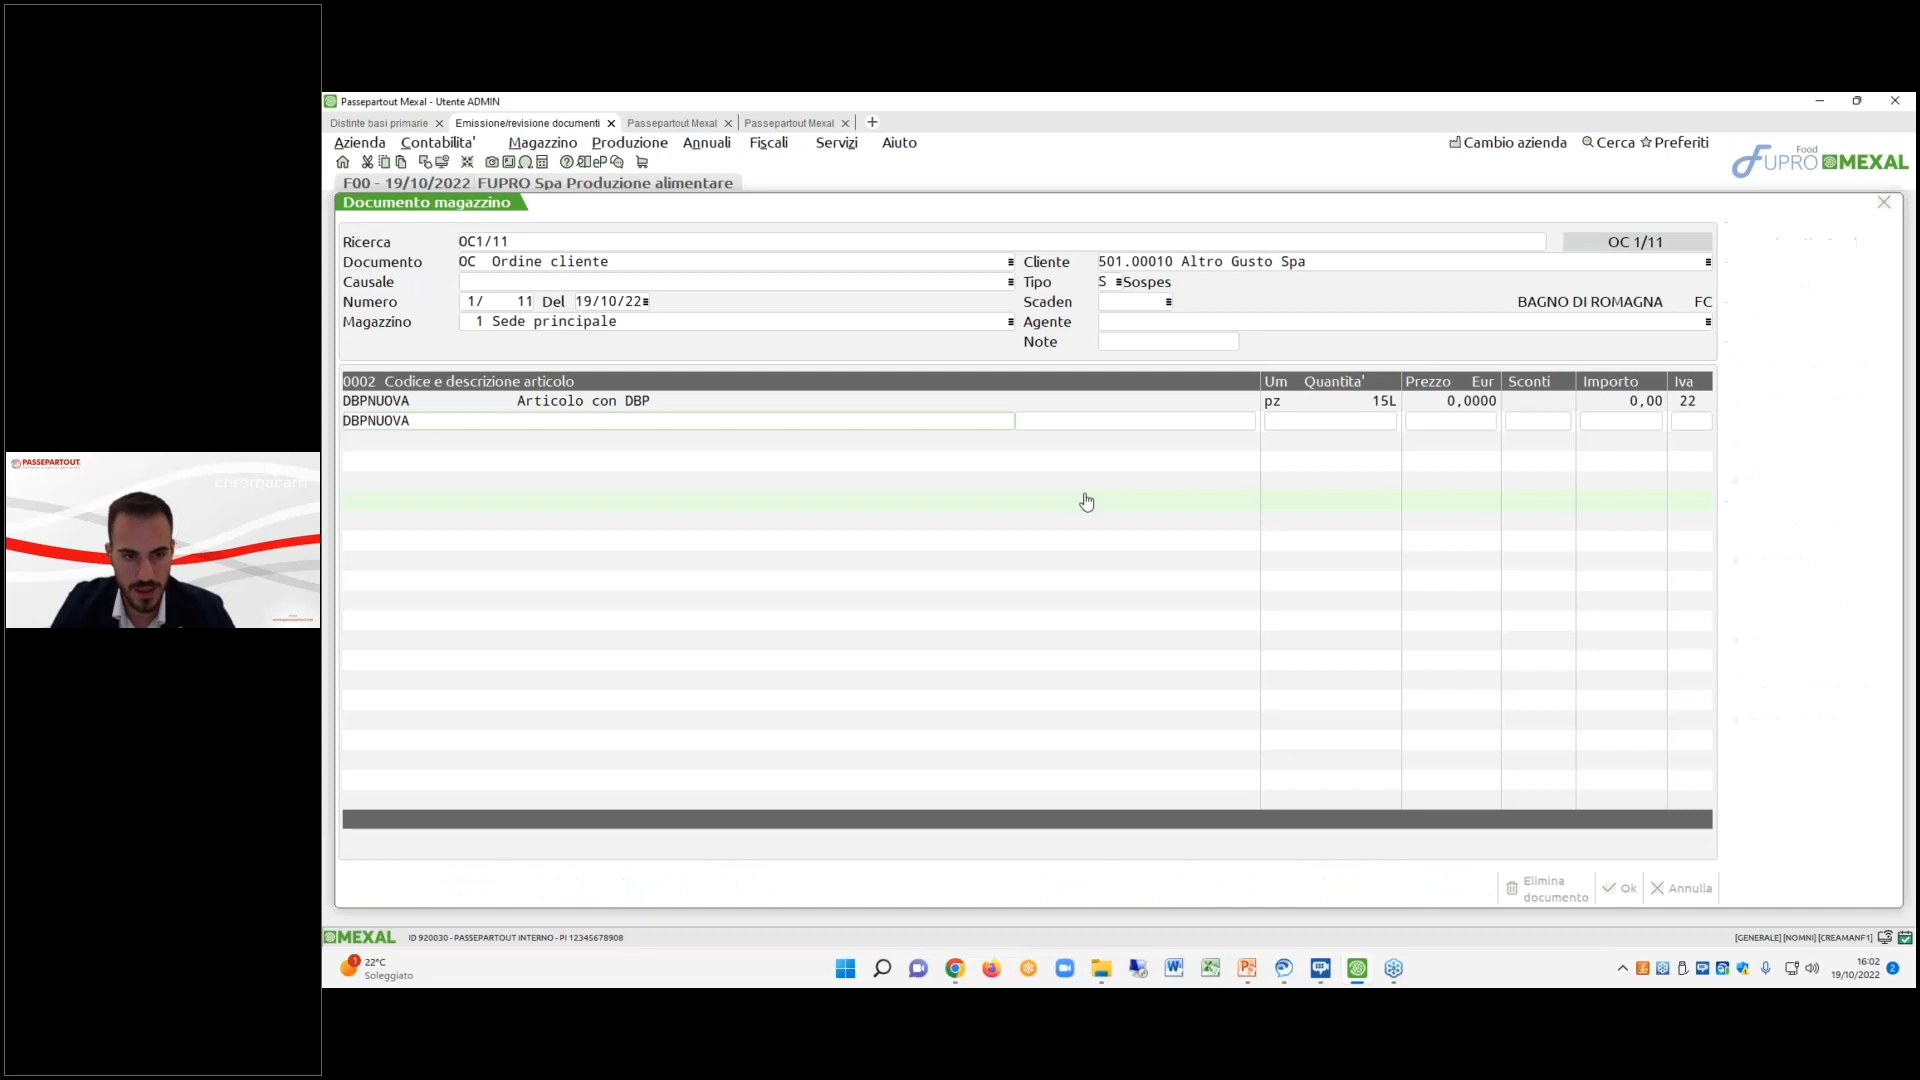 Passepartout Mexal - Utente ADMIN
Distinte basi primarie
Emissione/revisione documenti
Passepartout Mexal
Passepartout Mexal
Azienda Contabilita' Magazzino Produzione Annuali Fiscali Servizi Aiuto
Cambio azienda Cerca Preferiti
Food
FUPRO MEXAL
F00 - 19/10/2022 FUPRO Spa Produzione alimentare
Documento magazzino
Ricerca OC1/11 OC 1/11
Documento OC Ordine cliente Cliente 501.00010 Altro Gusto Spa
Causale Tipo S Sospes
Numero 1/ 11 Del 19/10/22 Scaden BAGNO DI ROMAGNA FC
Magazzino 1 Sede principale Agente
Note
0002 Codice e descrizione articolo Um Quantita' Prezzo Eur Sconti Importo Iva
DBPNUOVA Articolo con DBP pz 15L 0,0000 0,00 22
DBPNUOVA
PASSEPARTOUT
chromacam
Elimina documento Ok Annulla
MEXAL ID 920030 - PASSEPARTOUT INTERNO - PI 12345678908 [GENERALE] [NOMNI] [CREAMANF1]
1
22°C
Soleggiato
16:02
19/10/2022
2